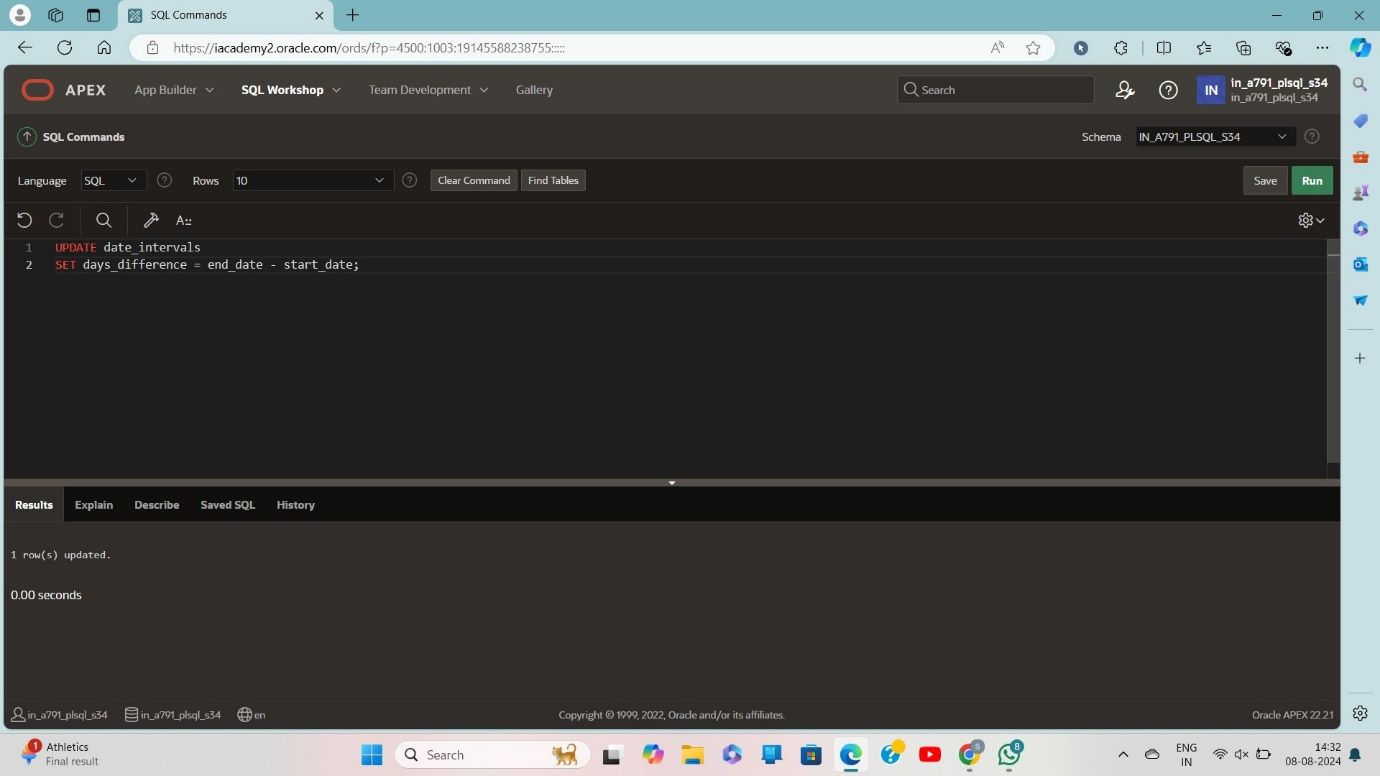 SQL Commands
https://iacademy2.oracle.com/ords/f?p=4500:1003:19145588238755:::::
APEX App Builder SQL Workshop Team Development Gallery Search IN in_a791_plsql_s34
in_a791_plsql_s34
SQL Commands Schema IN_A791_PLSQL_S34
Language SQL Rows 10 Clear Command Find Tables Save Run
A::
1 UPDATE date_intervals
2 SET days_difference = end_date - start_date;
Results Explain Describe Saved SQL History
1 row(s) updated.
0.00 seconds
in_a791_plsql_s34 in_a791_plsql_s34 en Copyright © 1999, 2022, Oracle and/or its affiliates. Oracle APEX 22.2.1
1 Athletics
Final result
Search
S
8
ENG
IN
14:32
08-08-2024